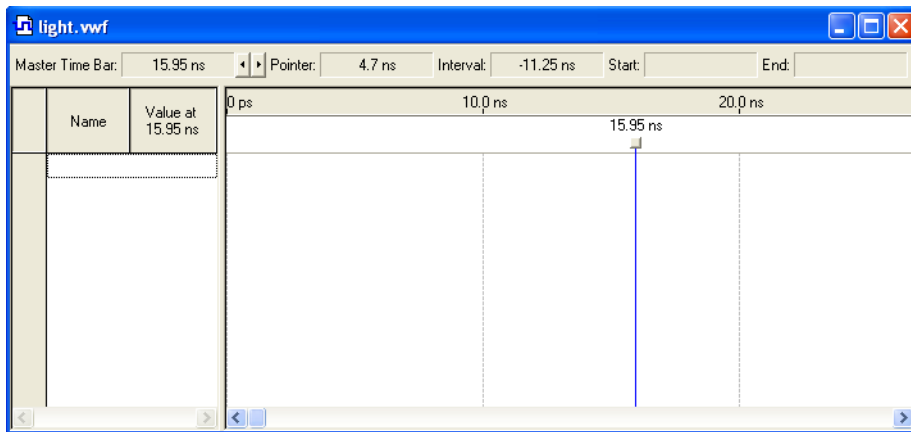 light.vwf
Master Time Bar: 15.95 ns Pointer: 4.7 ns Interval: -11.25 ns Start: End:
Name
Value at
15.95 ns
0 ps 10.0 ns 20.0 ns
15.95 ns